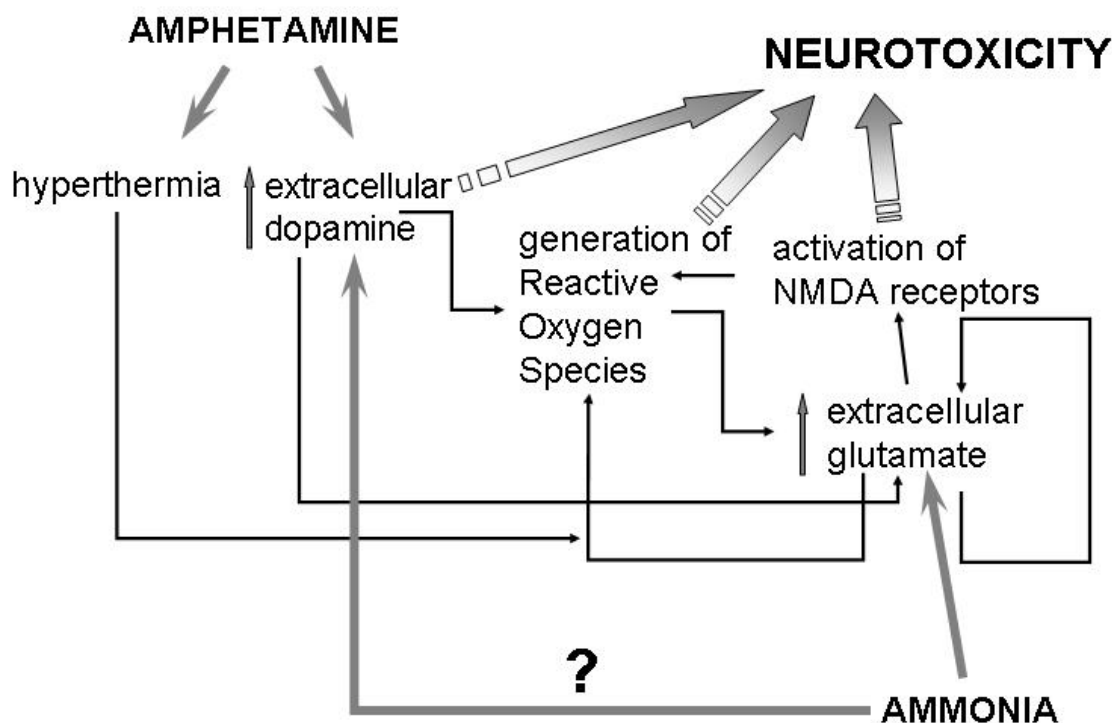 AMPHETAMINE
NEUROTOXICITY
hyperthermia
extracellular
dopamine
generation of
Reactive
Oxygen
Species
activation of
NMDA receptors
extracellular
glutamate
?
AMMONIA